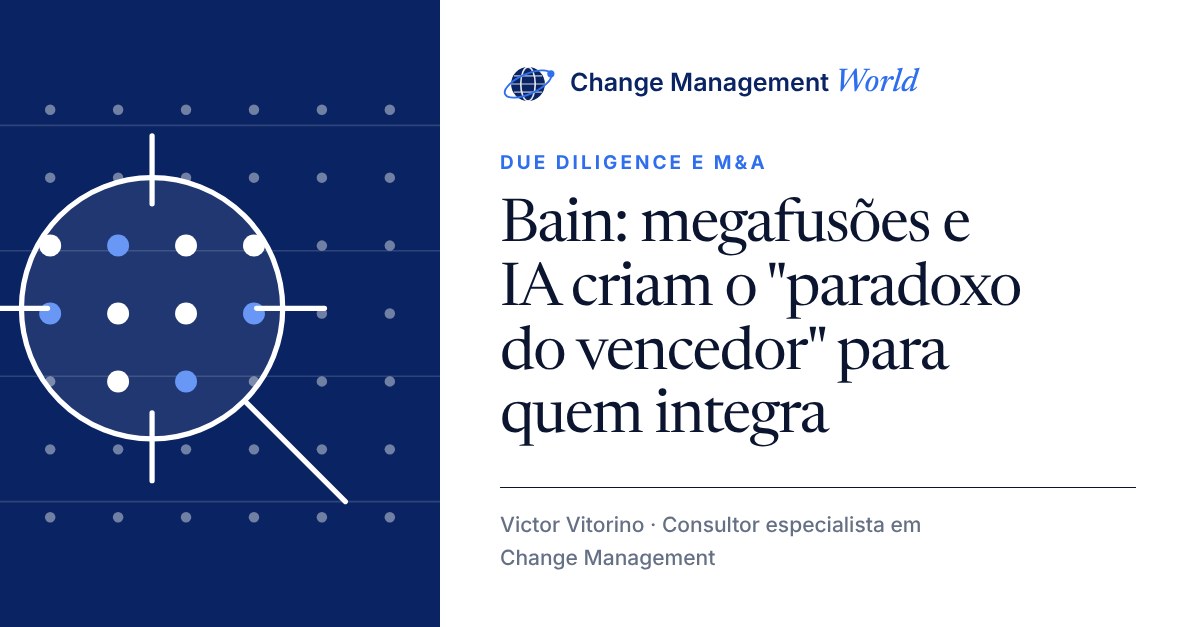 Change Management World
DUE DILIGENCE E M&A
Bain: megafusões e
IA criam o "paradoxo
do vencedor" para
quem integra
Victor Vitorino · Consultor especialista em
Change Management